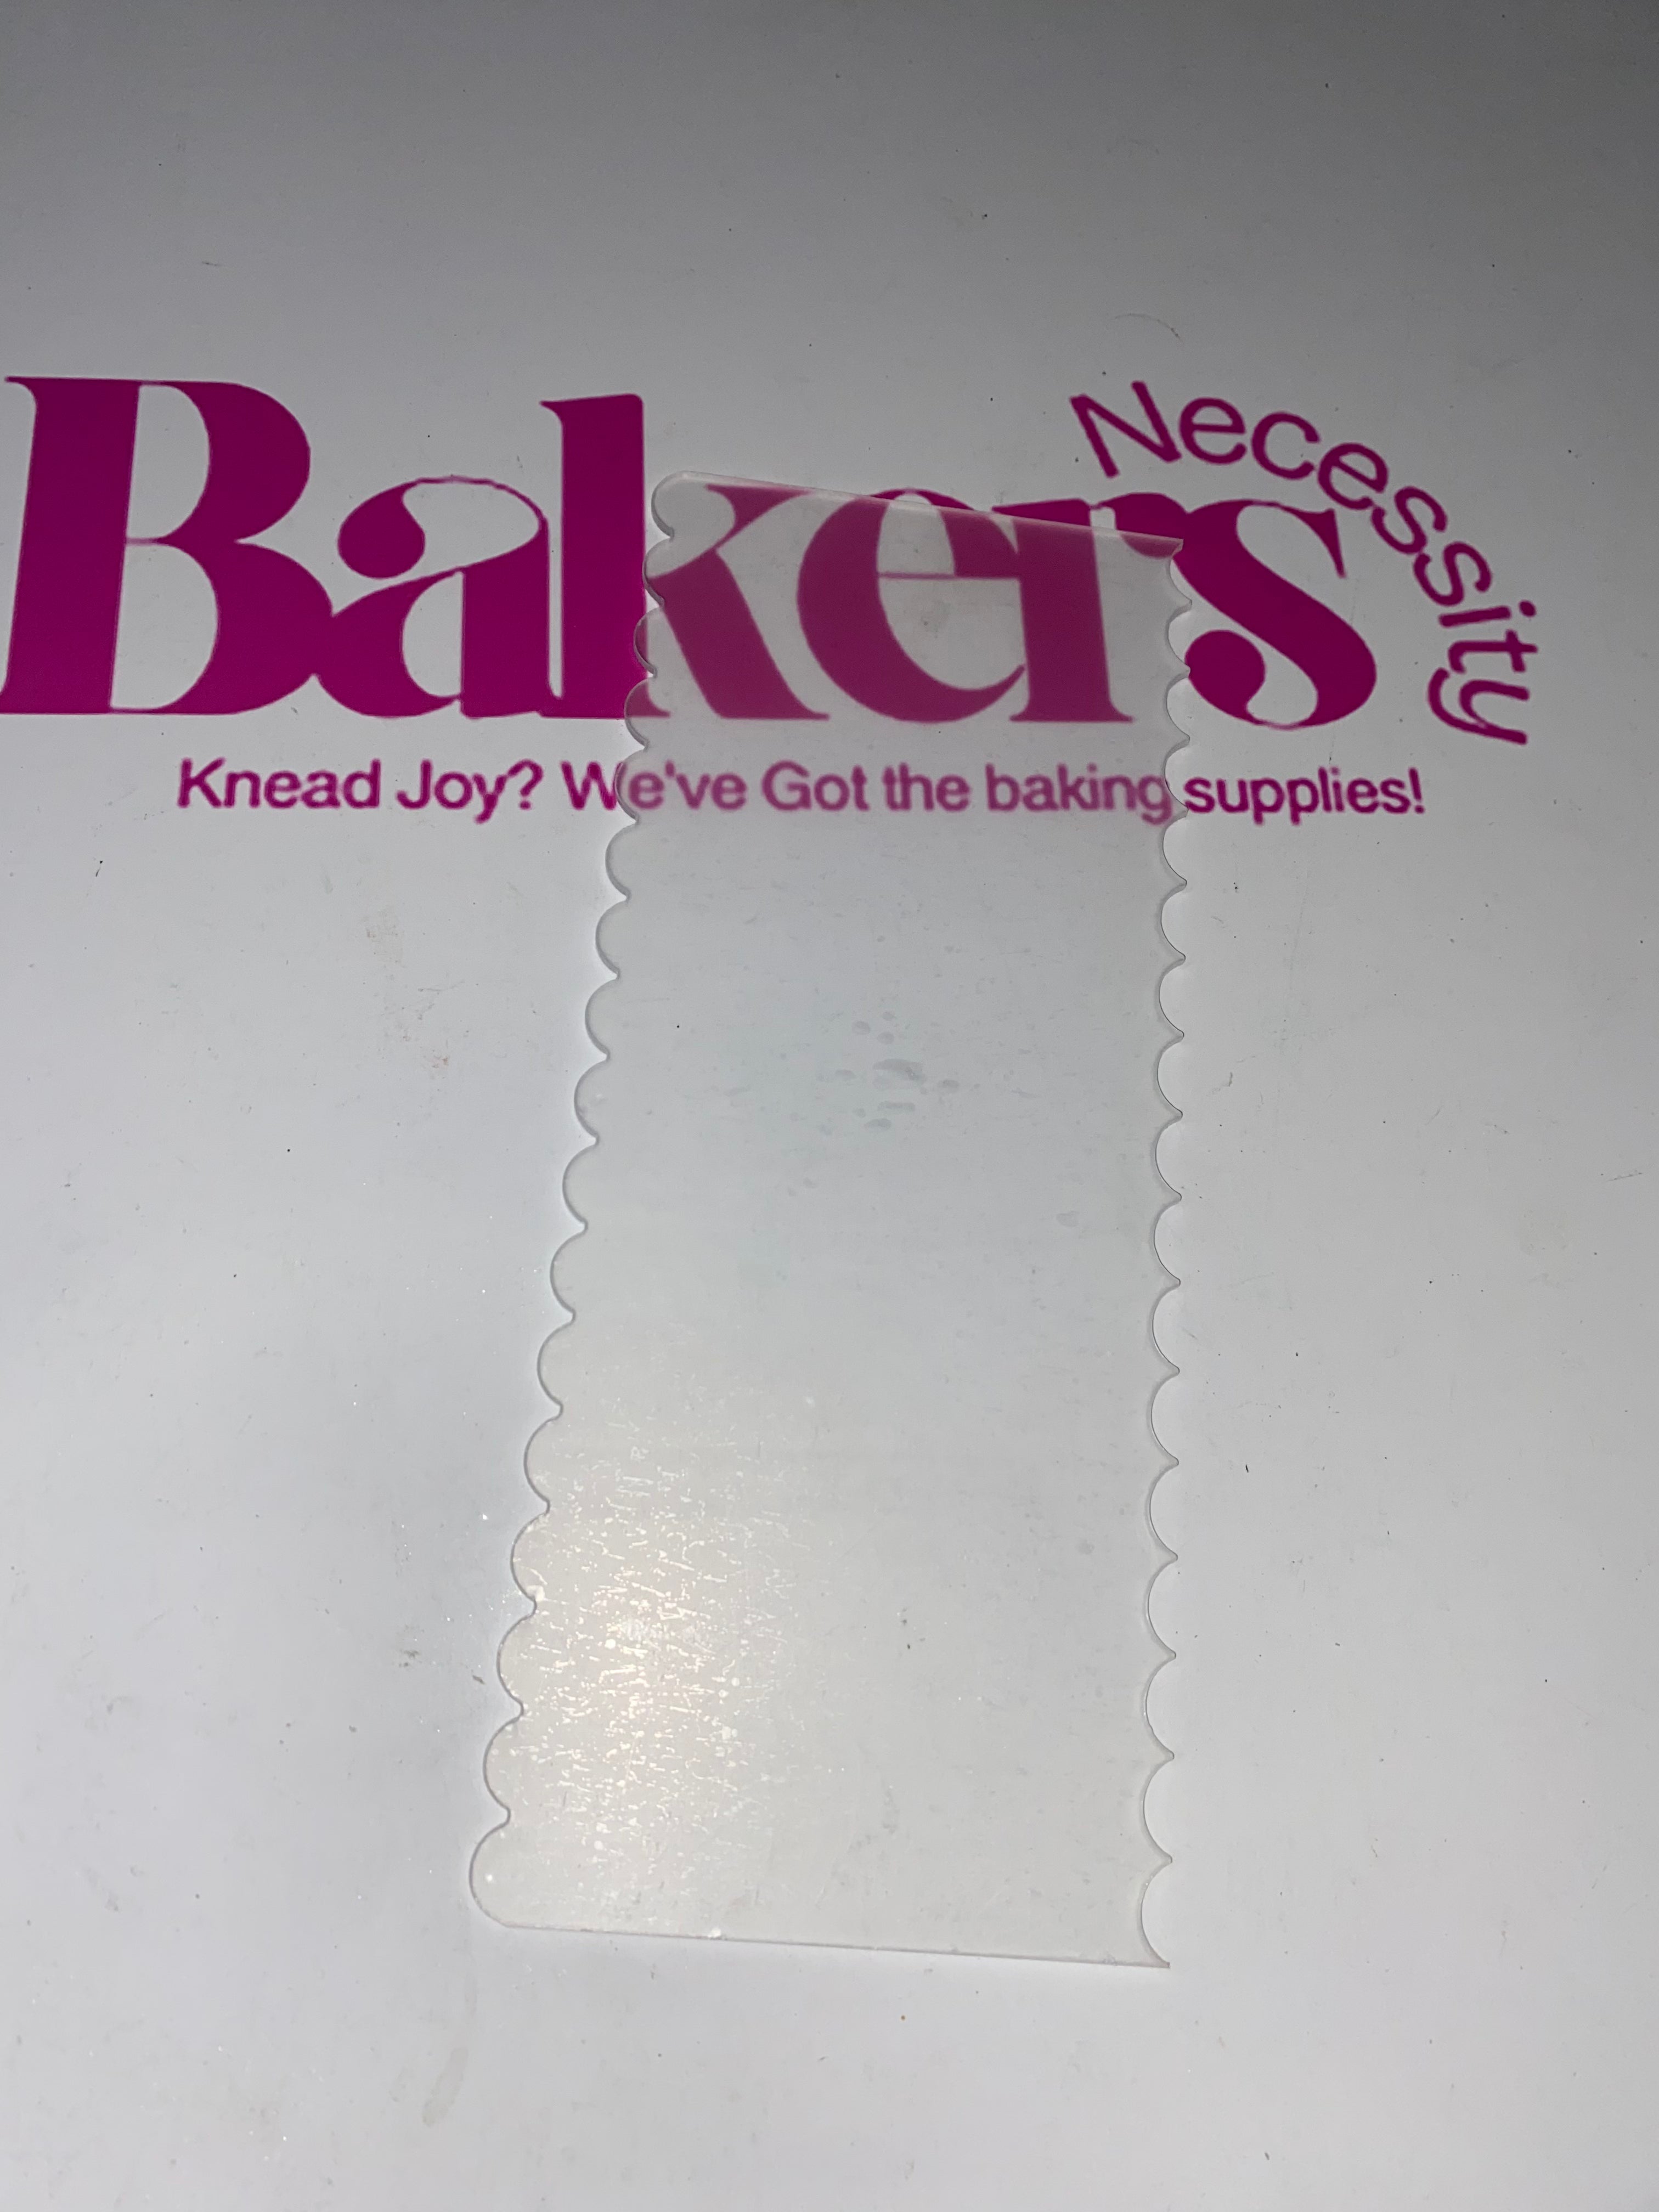 Bakers
Necessity
Knead Joy? We've Got the baking supplies!